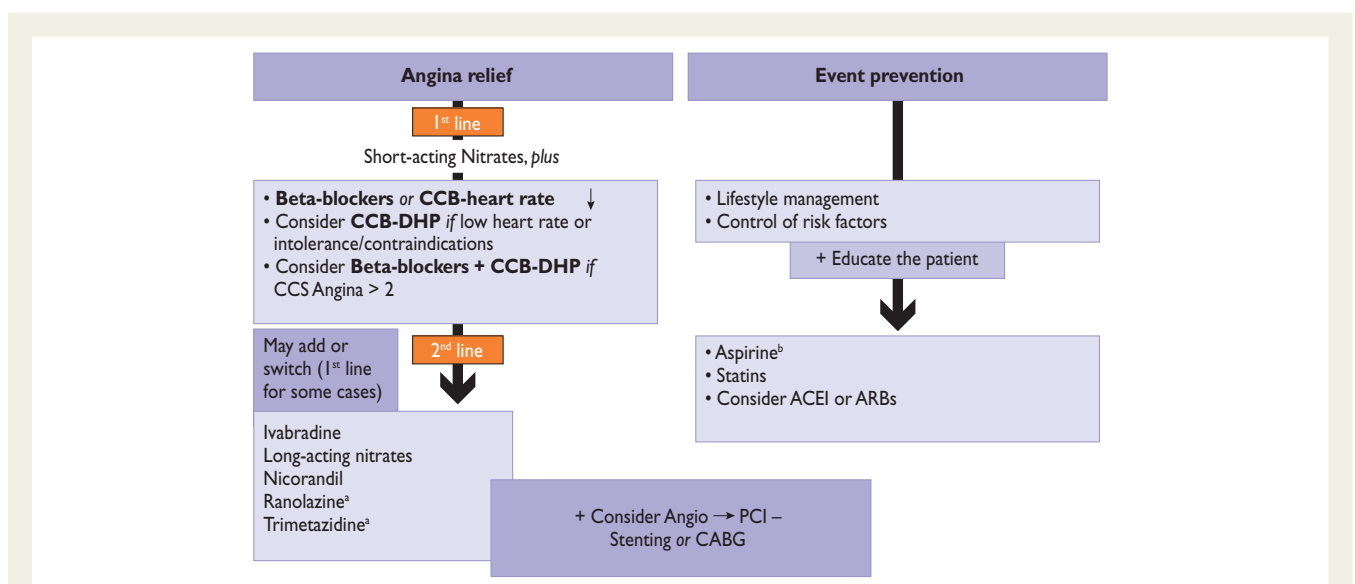 Angina relief
1st line
Short-acting Nitrates, plus
• Beta-blockers or CCB-heart rate ↓
• Consider CCB-DHP if low heart rate or
intolerance/contraindications
• Consider Beta-blockers + CCB-DHP if
CCS Angina > 2
May add or
switch (1st line
for some cases)
2nd line
Ivabradine
Long-acting nitrates
Nicorandil
Ranolazineᵃ
Trimetazidineᵃ
+ Consider Angio → PCI –
Stenting or CABG
Event prevention
• Lifestyle management
• Control of risk factors
+ Educate the patient
• Aspirineᵇ
• Statins
• Consider ACEI or ARBs